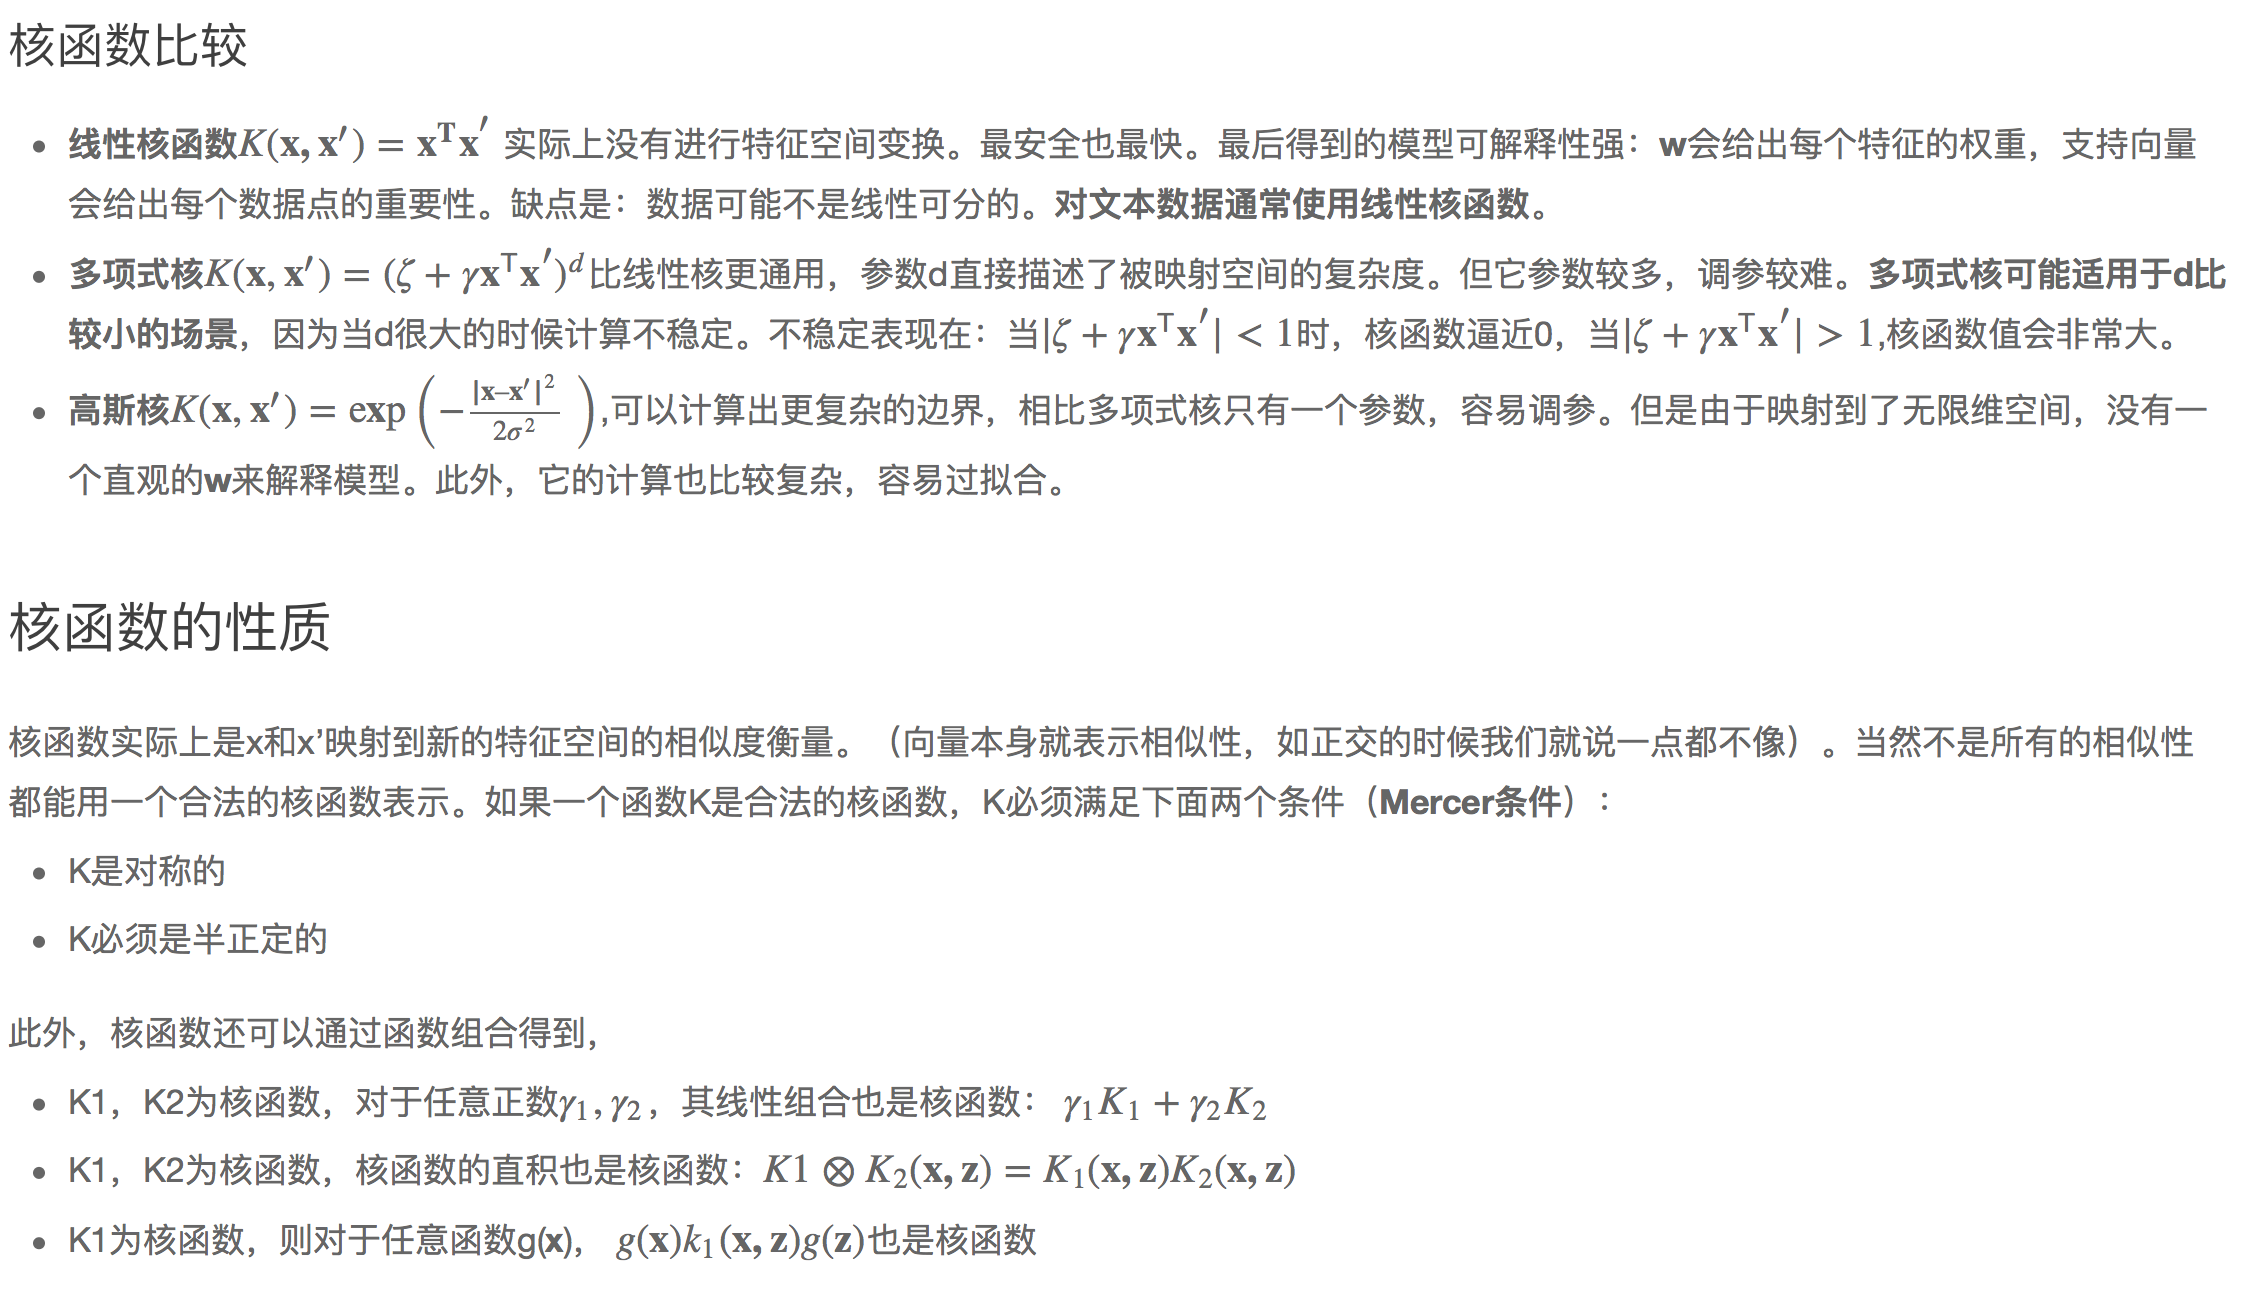 核函数比较
线性核函数K(x, x′) = xᵀx′ 实际上没有进行特征空间变换。最安全也最快。最后得到的模型可解释性强：w会给出每个特征的权重，支持向量
会给出每个数据点的重要性。缺点是：数据可能不是线性可分的。对文本数据通常使用线性核函数。
多项式核K(x, x′) = (ζ + γxᵀx′)ᵈ比线性核更通用，参数d直接描述了被映射空间的复杂度。但它参数较多，调参较难。多项式核可能适用于d比
较小的场景，因为当d很大的时候计算不稳定。不稳定表现在：当|ζ + γxᵀx′| < 1时，核函数逼近0，当|ζ + γxᵀx′| > 1,核函数值会非常大。
高斯核K(x, x′) = exp(−|x–x′|²/2σ²),可以计算出更复杂的边界，相比多项式核只有一个参数，容易调参。但是由于映射到了无限维空间，没有一
个直观的w来解释模型。此外，它的计算也比较复杂，容易过拟合。
核函数的性质
核函数实际上是x和x’映射到新的特征空间的相似度衡量。（向量本身就表示相似性，如正交的时候我们就说一点都不像）。当然不是所有的相似性
都能用一个合法的核函数表示。如果一个函数K是合法的核函数，K必须满足下面两个条件（Mercer条件）：
K是对称的
K必须是半正定的
此外，核函数还可以通过函数组合得到，
K1，K2为核函数，对于任意正数γ₁, γ₂，其线性组合也是核函数： γ₁K₁ + γ₂K₂
K1，K2为核函数，核函数的直积也是核函数：K1 ⊗ K₂(x, z) = K₁(x, z)K₂(x, z)
K1为核函数，则对于任意函数g(x)， g(x)k₁(x, z)g(z)也是核函数